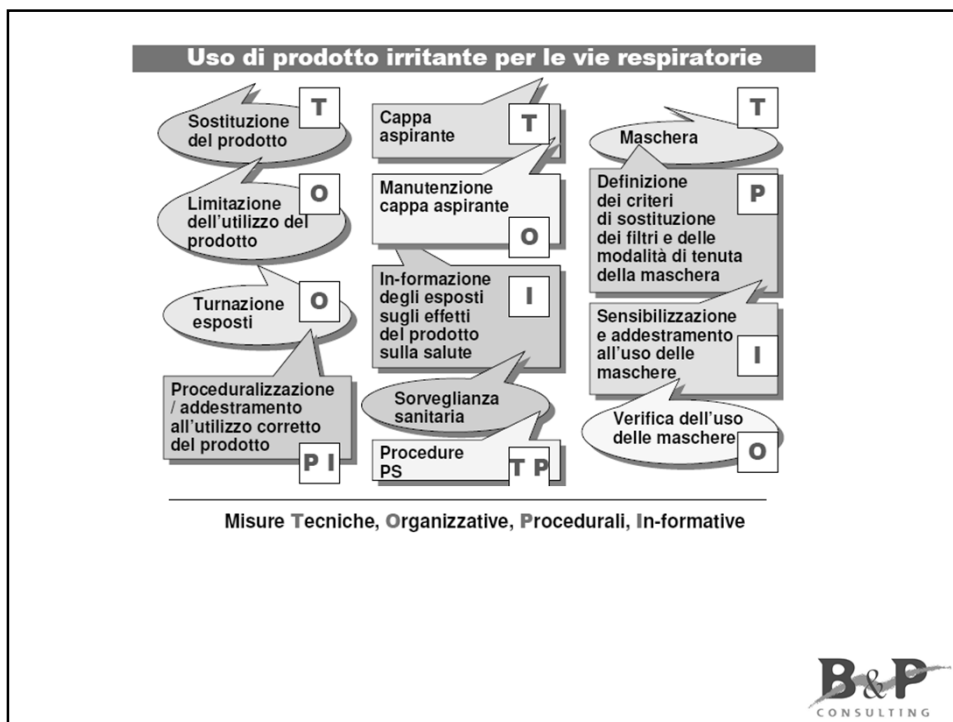 Uso di prodotto irritante per le vie respiratorie
T
Sostituzione
del prodotto
O
Limitazione
dell'utilizzo del
prodotto
O
Turnazione
esposti
Proceduralizzazione
/ addestramento
all'utilizzo corretto
del prodotto
P I
Cappa
aspirante
T
Manutenzione
cappa aspirante
O
In-formazione
degli esposti
sugli effetti
del prodotto
sulla salute
I
Sorveglianza
sanitaria
Procedure
PS
T P
T
Maschera
Definizione
dei criteri
di sostituzione
dei filtri e delle
modalità di tenuta
della maschera
P
Sensibilizzazione
e addestramento
all'uso delle
maschere
I
Verifica dell'uso
delle maschere
O
Misure Tecniche, Organizzative, Procedurali, In-formative
B&P
CONSULTING